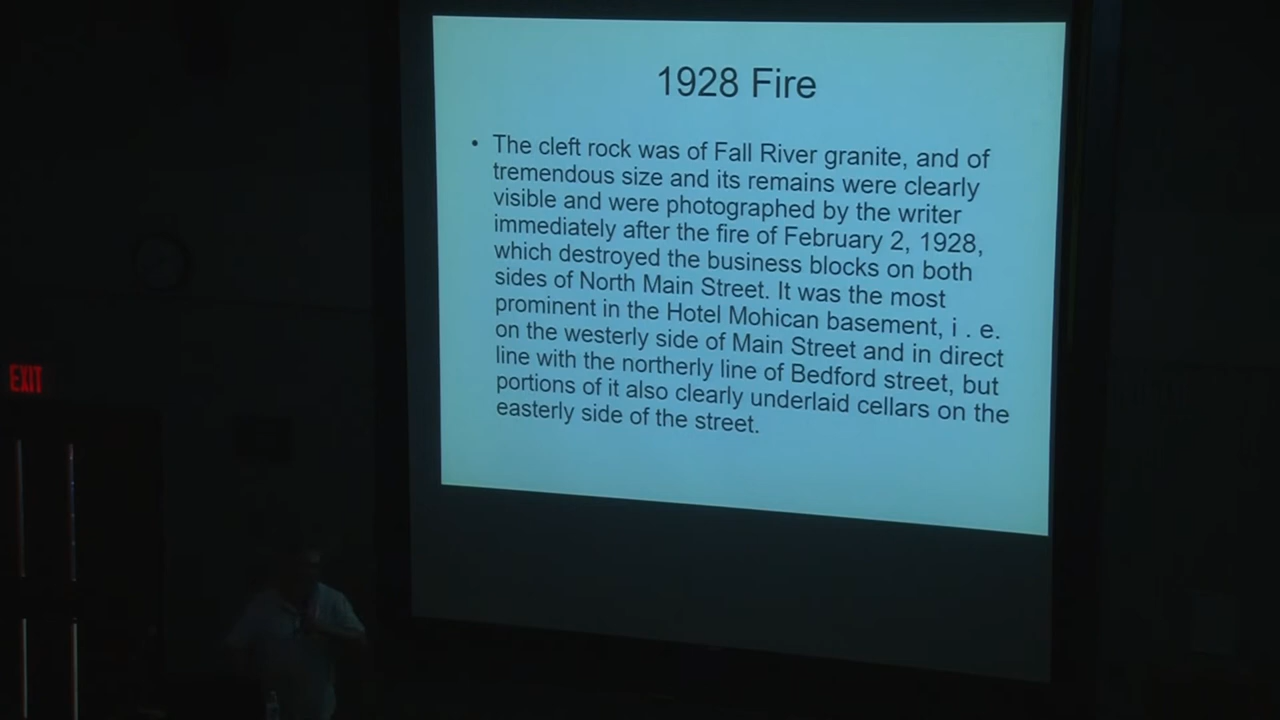 1928 Fire
• The cleft rock was of Fall River granite, and of
tremendous size and its remains were clearly
visible and were photographed by the writer
immediately after the fire of February 2, 1928,
which destroyed the business blocks on both
sides of North Main Street. It was the most
prominent in the Hotel Mohican basement, i . e.
on the westerly side of Main Street and in direct
line with the northerly line of Bedford street, but
portions of it also clearly underlaid cellars on the
easterly side of the street.
EXIT